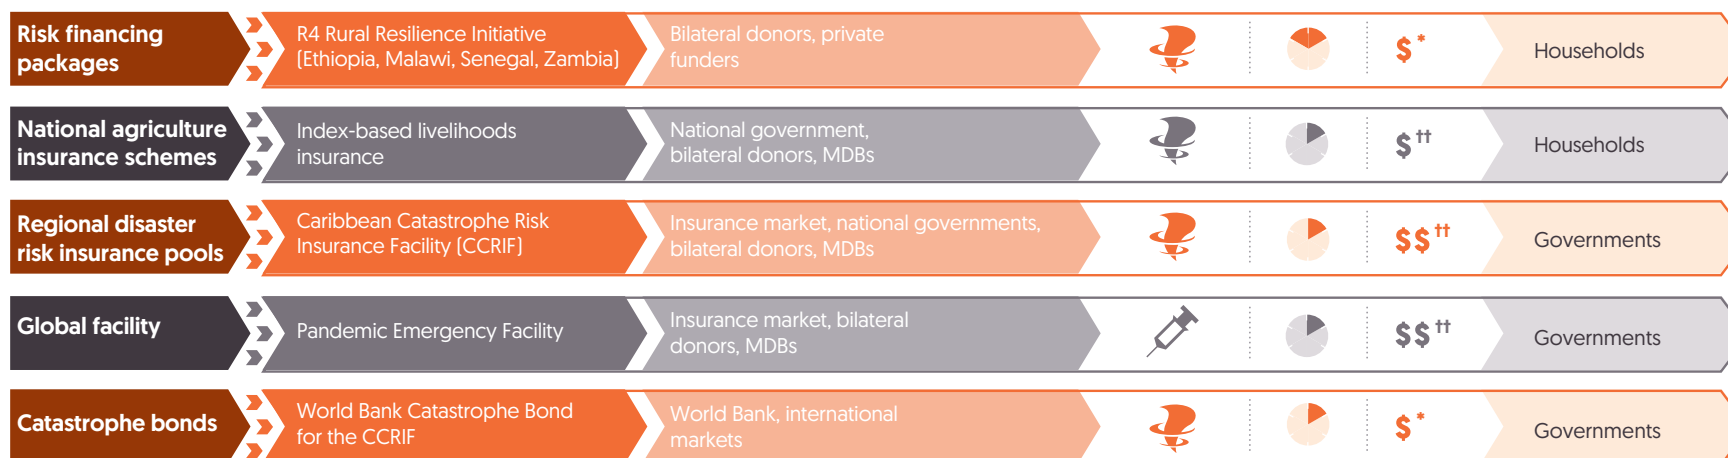 Risk financing
packages
R4 Rural Resilience Initiative
(Ethiopia, Malawi, Senegal, Zambia)
Bilateral donors, private
funders
$*
Households
National agriculture
insurance schemes
Index-based livelihoods
insurance
National government,
bilateral donors, MDBs
$††
Households
Regional disaster
risk insurance pools
Caribbean Catastrophe Risk
Insurance Facility (CCRIF)
Insurance market, national governments,
bilateral donors, MDBs
$$††
Governments
Global facility
Pandemic Emergency Facility
Insurance market, bilateral
donors, MDBs
$$††
Governments
Catastrophe bonds
World Bank Catastrophe Bond
for the CCRIF
World Bank, international
markets
$*
Governments